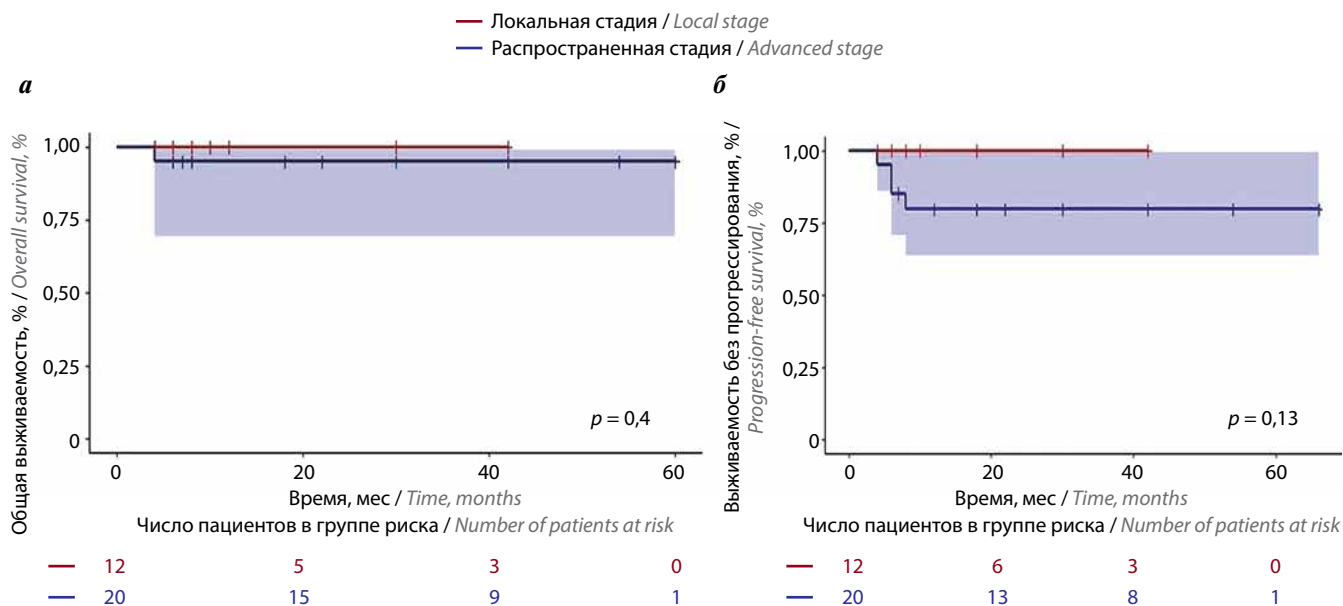 Локальная стадия / Local stage
Распространенная стадия / Advanced stage
а
Общая выживаемость, % / Overall survival, %
1,00
0,75
0,50
0,25
0
p = 0,4
0 20 40 60
Время, мес / Time, months
Число пациентов в группе риска / Number of patients at risk
12 5 3 0
20 15 9 1
б
Выживаемость без прогрессирования, % /
Progression-free survival, %
1,00
0,75
0,50
0,25
0
p = 0,13
0 20 40 60
Время, мес / Time, months
Число пациентов в группе риска / Number of patients at risk
12 6 3 0
20 13 8 1